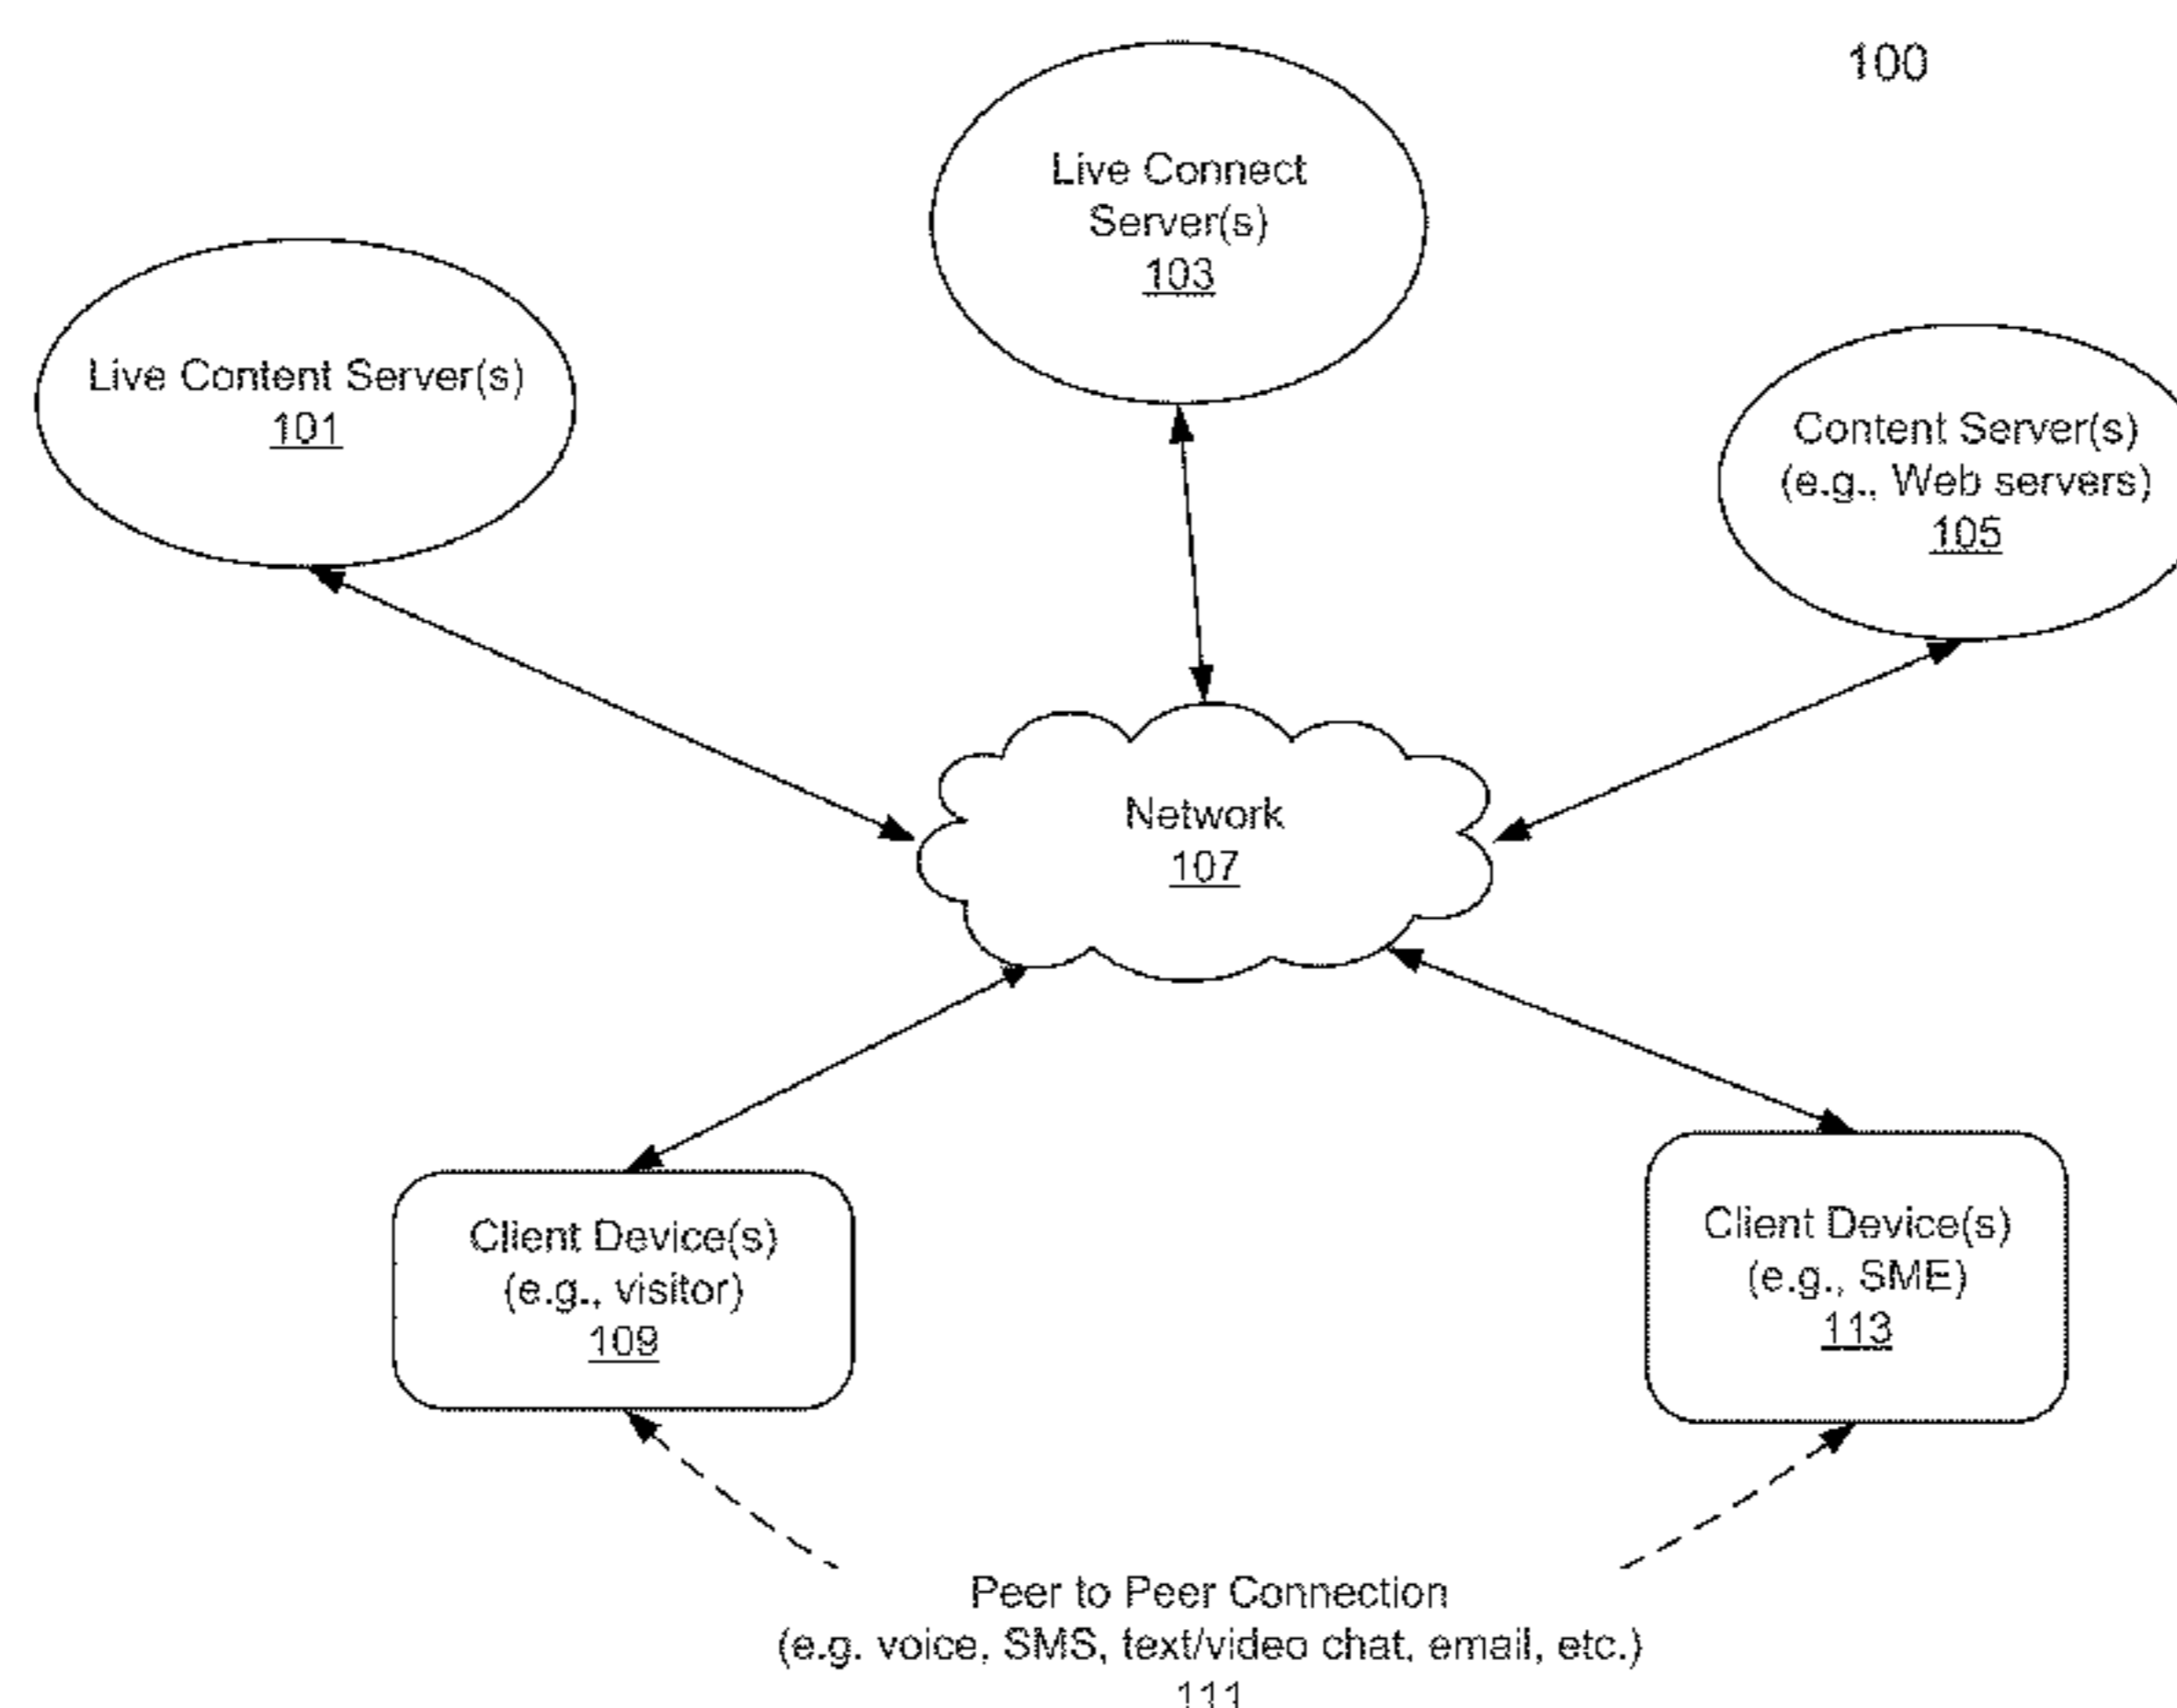 100
Live Connect
Server(s)
103
Live Content Server(s)
101
Content Server(s)
(e.g., Web servers)
105
Network
107
Client Device(s)
(e.g., visitor)
109
Client Device(s)
(e.g., SME)
113
Peer to Peer Connection
(e.g. voice, SMS, text/video chat, email, etc.)
111